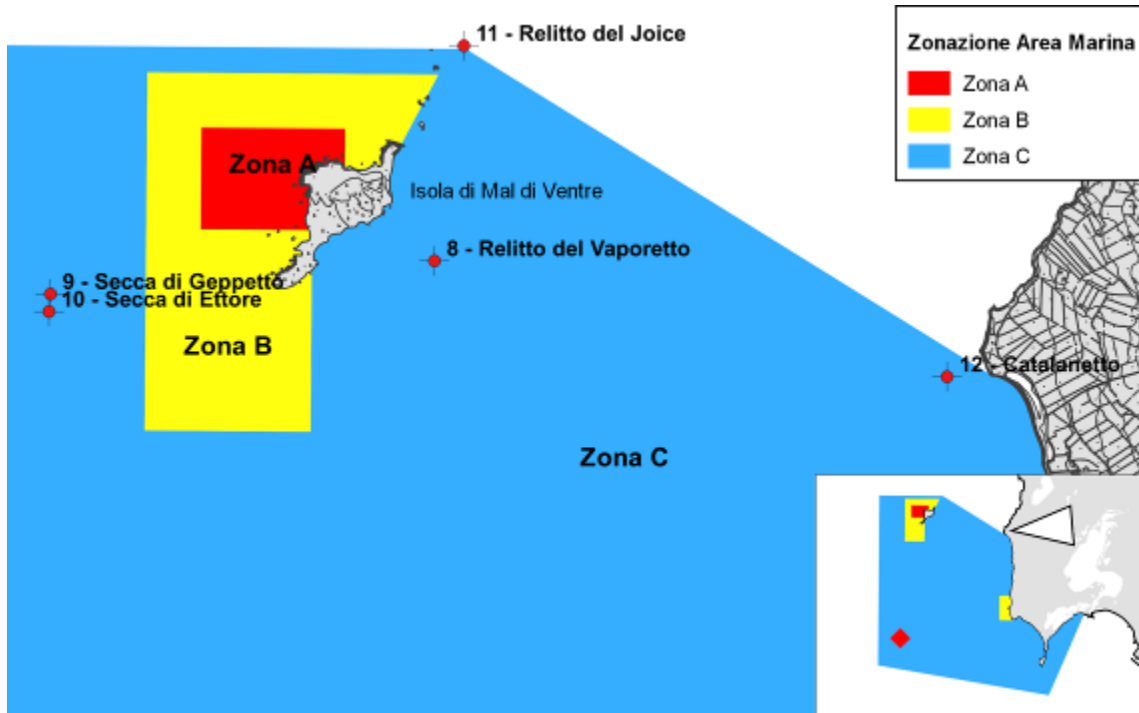 11 - Relitto del Joice
Zonazione Area Marina
Zona A
Zona B
Zona C
Zona A
Isola di Mal di Ventre
8 - Relitto del Vaporetto
9 - Secca di Geppetto
10 - Secca di Ettore
Zona B
12 - Catalanetto
Zona C